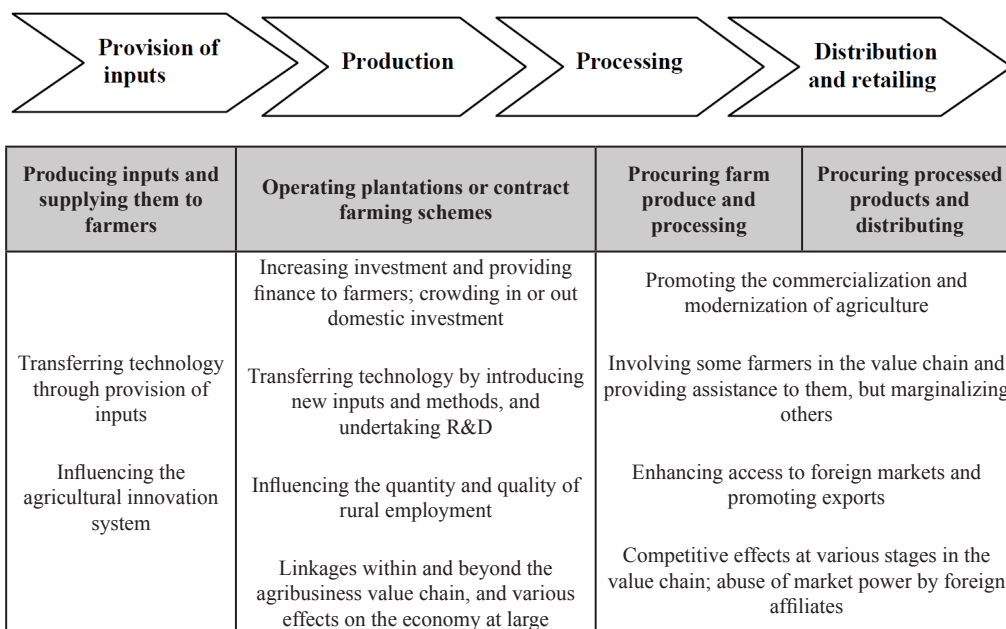 Provision of
inputs
Production
Processing
Distribution
and retailing
Producing inputs and
supplying them to
farmers
Operating plantations or contract
farming schemes
Procuring farm
produce and
processing
Procuring processed
products and
distributing
Transferring technology
through provision of
inputs
Influencing the
agricultural innovation
system
Increasing investment and providing
finance to farmers; crowding in or out
domestic investment
Transferring technology by introducing
new inputs and methods, and
undertaking R&D
Influencing the quantity and quality of
rural employment
Linkages within and beyond the
agribusiness value chain, and various
effects on the economy at large
Promoting the commercialization and
modernization of agriculture
Involving some farmers in the value chain and
providing assistance to them, but marginalizing
others
Enhancing access to foreign markets and
promoting exports
Competitive effects at various stages in the
value chain; abuse of market power by foreign
affiliates